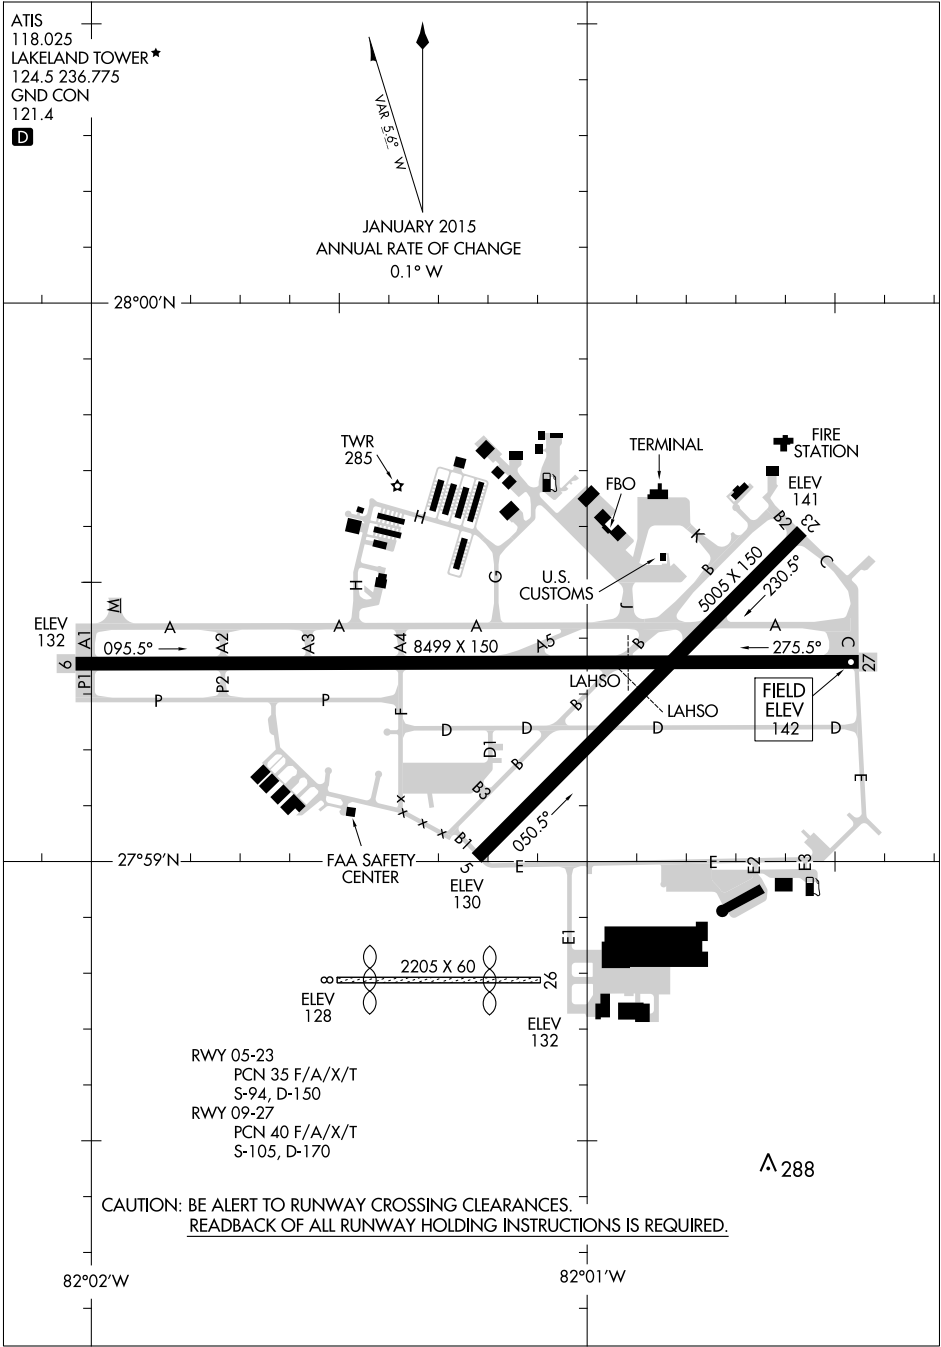 ATIS
118.025
LAKELAND TOWER★
124.5 236.775
GND CON
121.4
D
VAR 5.6° W
JANUARY 2015
ANNUAL RATE OF CHANGE
0.1° W
28°00'N
TWR
285
TERMINAL
FIRE
STATION
FBO
ELEV
141
H
K
B2
23
B
5005 X 150
230.5°
C
U.S.
CUSTOMS
G
H
J
M
ELEV
132
A1
A
A2
A3
A
A4
A
A5
B
A
C
9
095.5°
8499 X 150
275.5°
27
P1
P
P2
P
F
LAHSO
LAHSO
B
FIELD
ELEV
142
D
D
D
D
D1
B
B3
E
050.5°
x
x
x
x
B1
5
FAA SAFETY
CENTER
27°59'N
E
E
E2
E3
ELEV
130
E1
2205 X 60
8
26
ELEV
128
ELEV
132
RWY 05-23
PCN 35 F/A/X/T
S-94, D-150
RWY 09-27
PCN 40 F/A/X/T
S-105, D-170
288
CAUTION: BE ALERT TO RUNWAY CROSSING CLEARANCES.
READBACK OF ALL RUNWAY HOLDING INSTRUCTIONS IS REQUIRED.
82°02'W
82°01'W